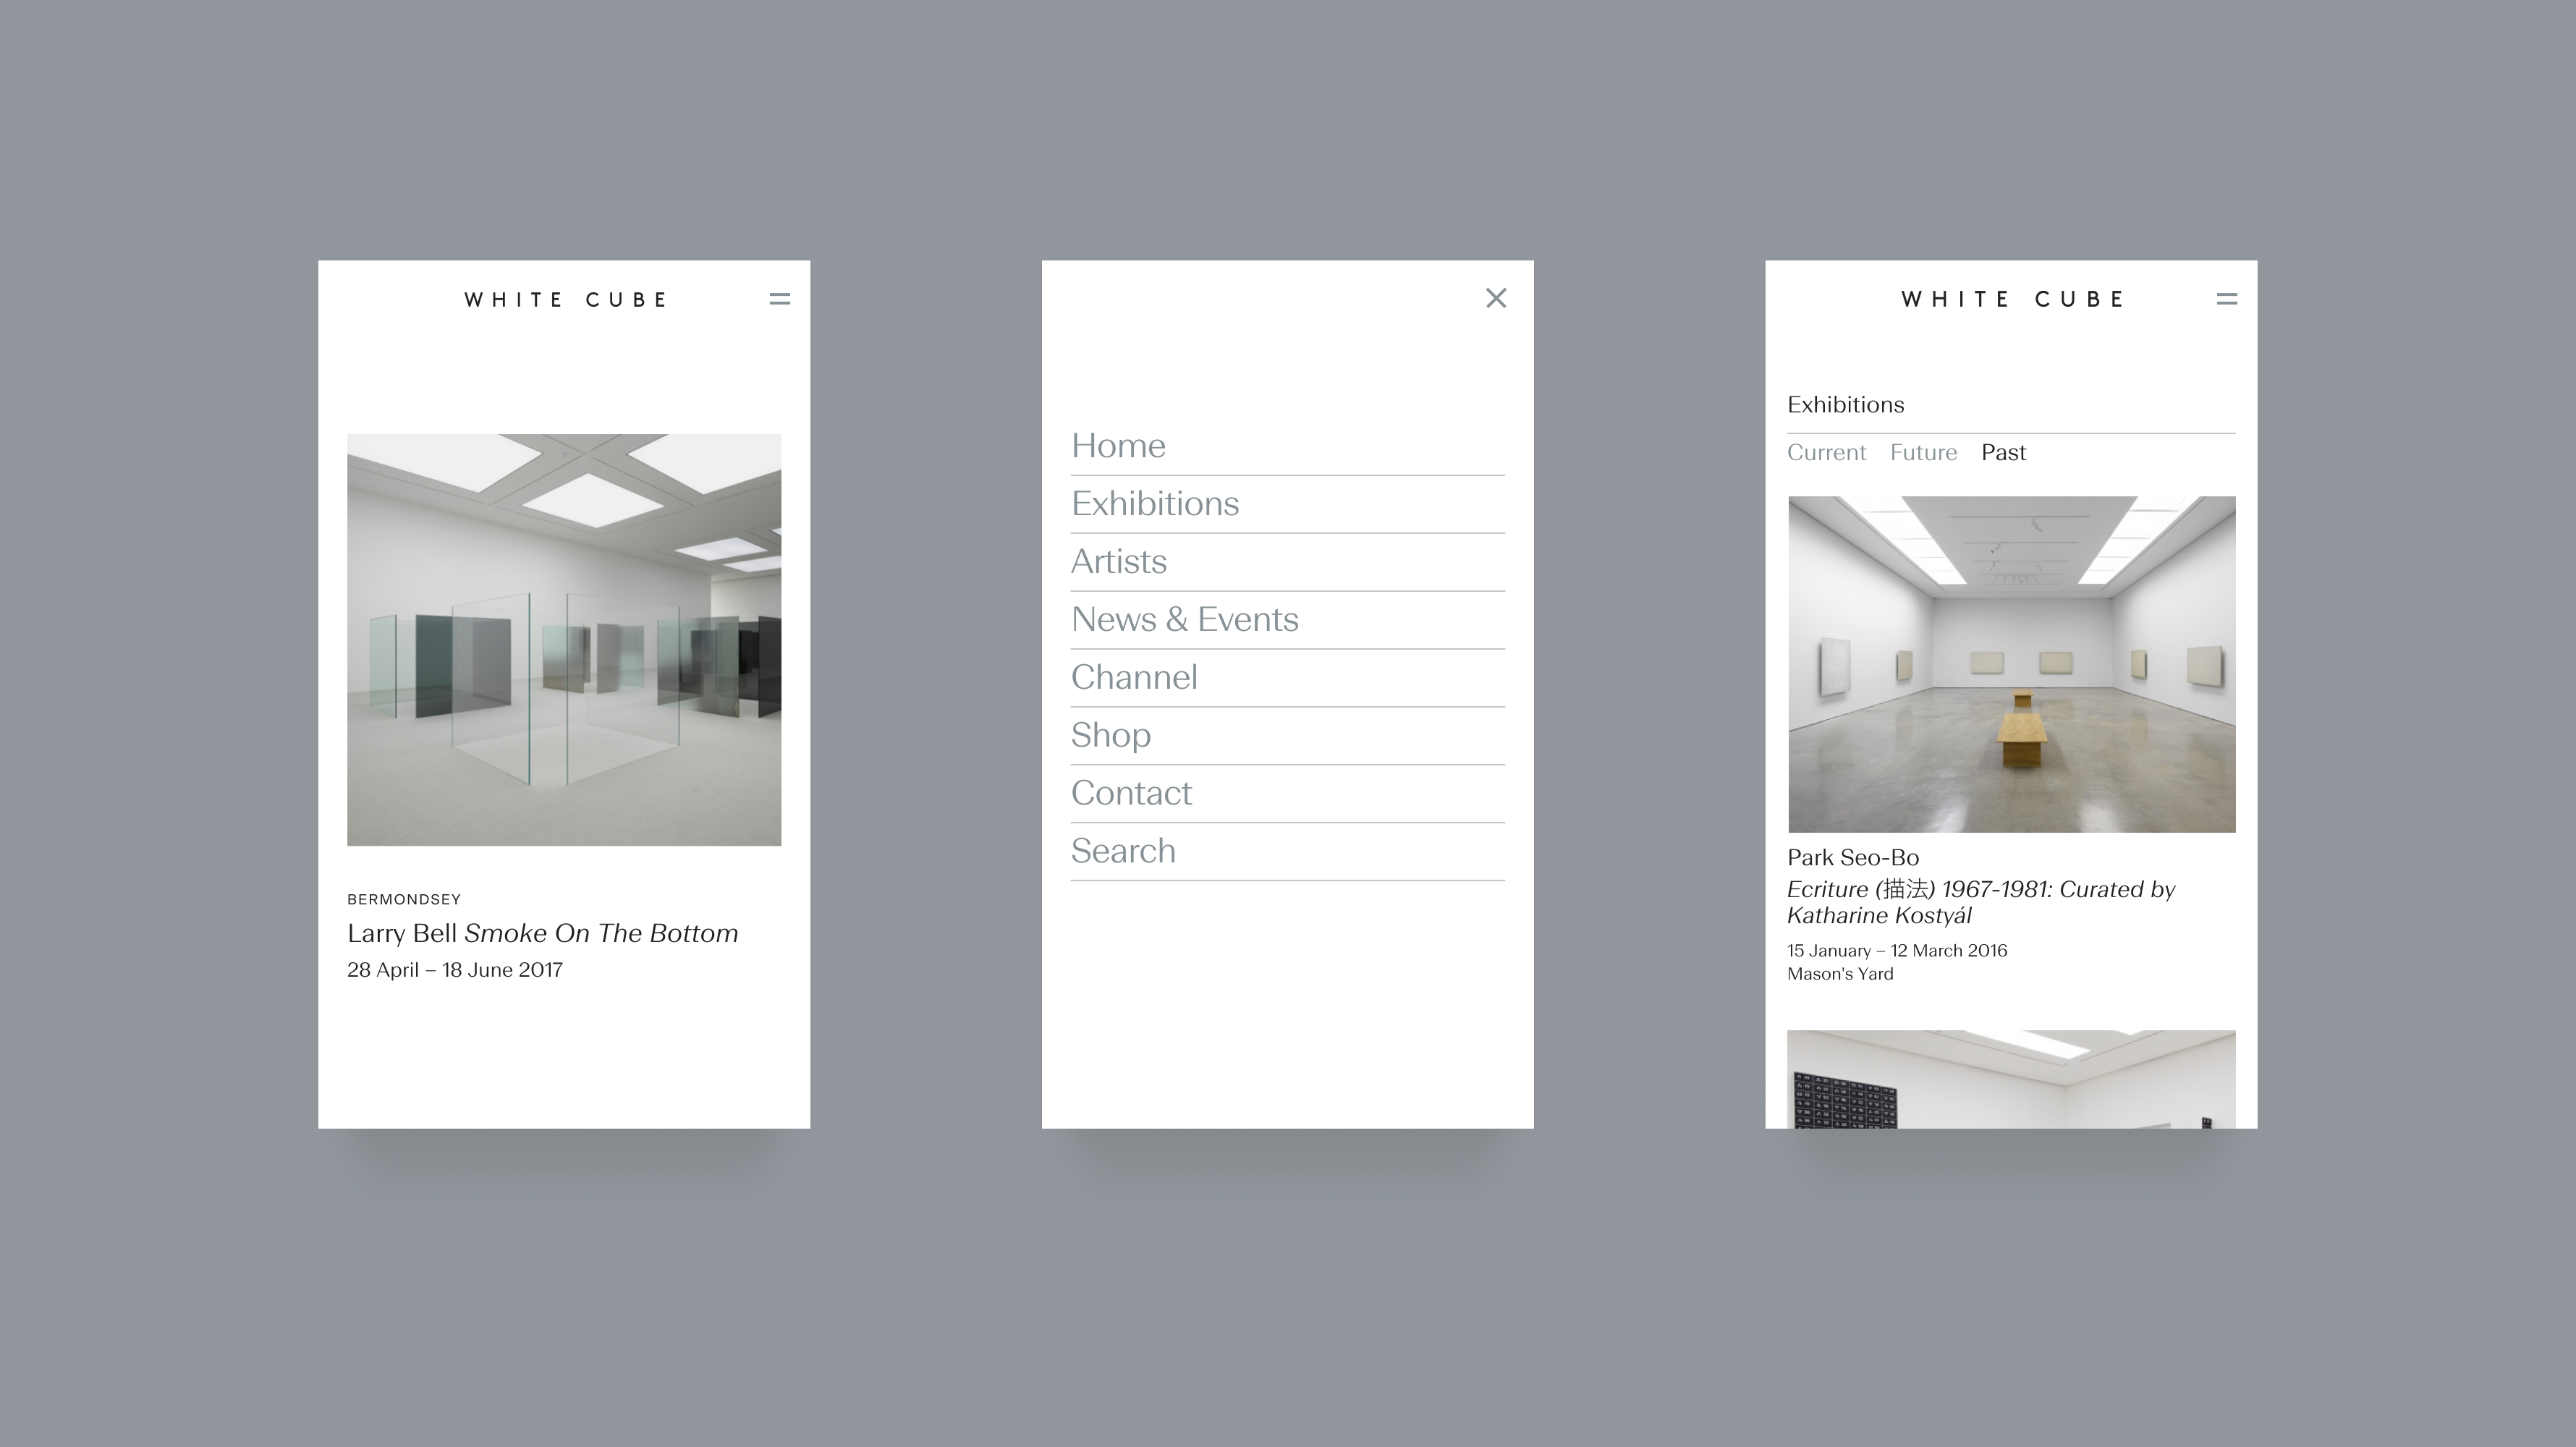 WHITE CUBE
BERMONDSEY
Larry Bell Smoke On The Bottom
28 April – 18 June 2017
Home
Exhibitions
Artists
News & Events
Channel
Shop
Contact
Search
WHITE CUBE
Exhibitions
Current Future Past
Park Seo-Bo
Ecriture (描法) 1967-1981: Curated by
Katharine Kostyál
15 January – 12 March 2016
Mason's Yard